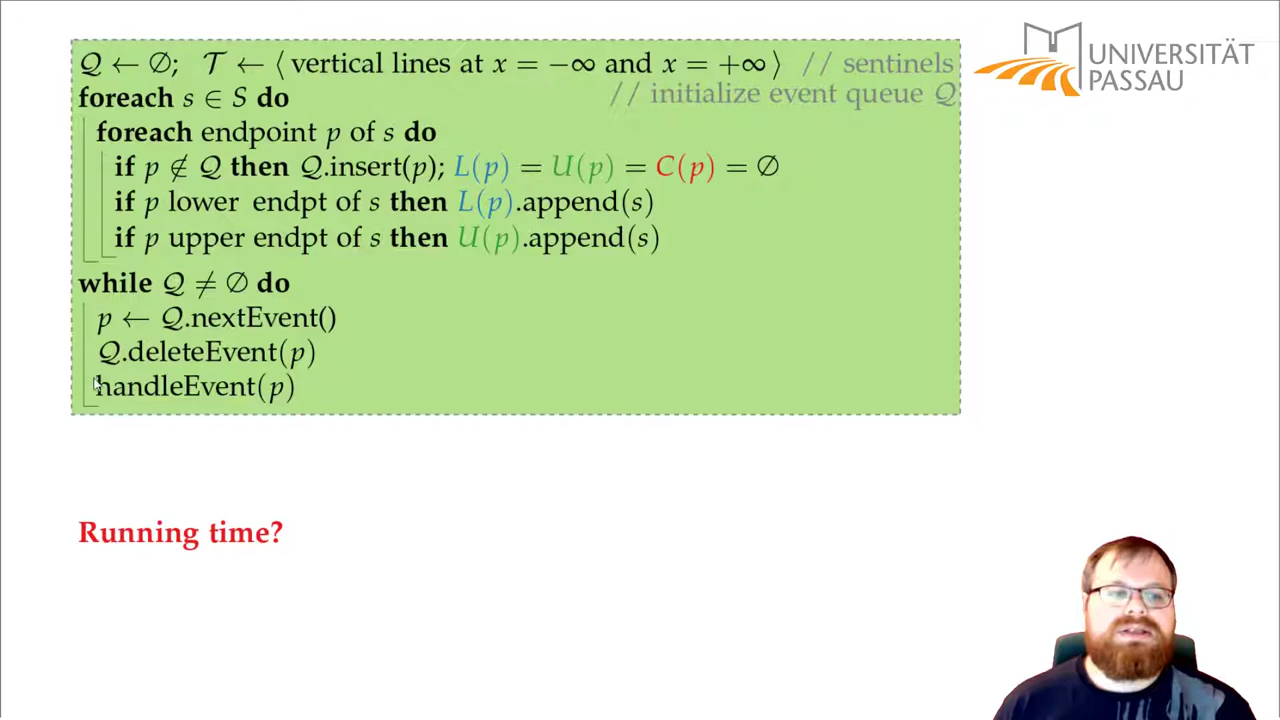 𝒬 ← ∅; 𝒯 ← ⟨ vertical lines at x = −∞ and x = +∞ ⟩ // sentinels
foreach s ∈ S do // initialize event queue 𝒬
foreach endpoint p of s do
if p ∉ 𝒬 then 𝒬.insert(p); L(p) = U(p) = C(p) = ∅
if p lower endpt of s then L(p).append(s)
if p upper endpt of s then U(p).append(s)
while 𝒬 ≠ ∅ do
p ← 𝒬.nextEvent()
𝒬.deleteEvent(p)
handleEvent(p)
Running time?
UNIVERSITÄT
PASSAU